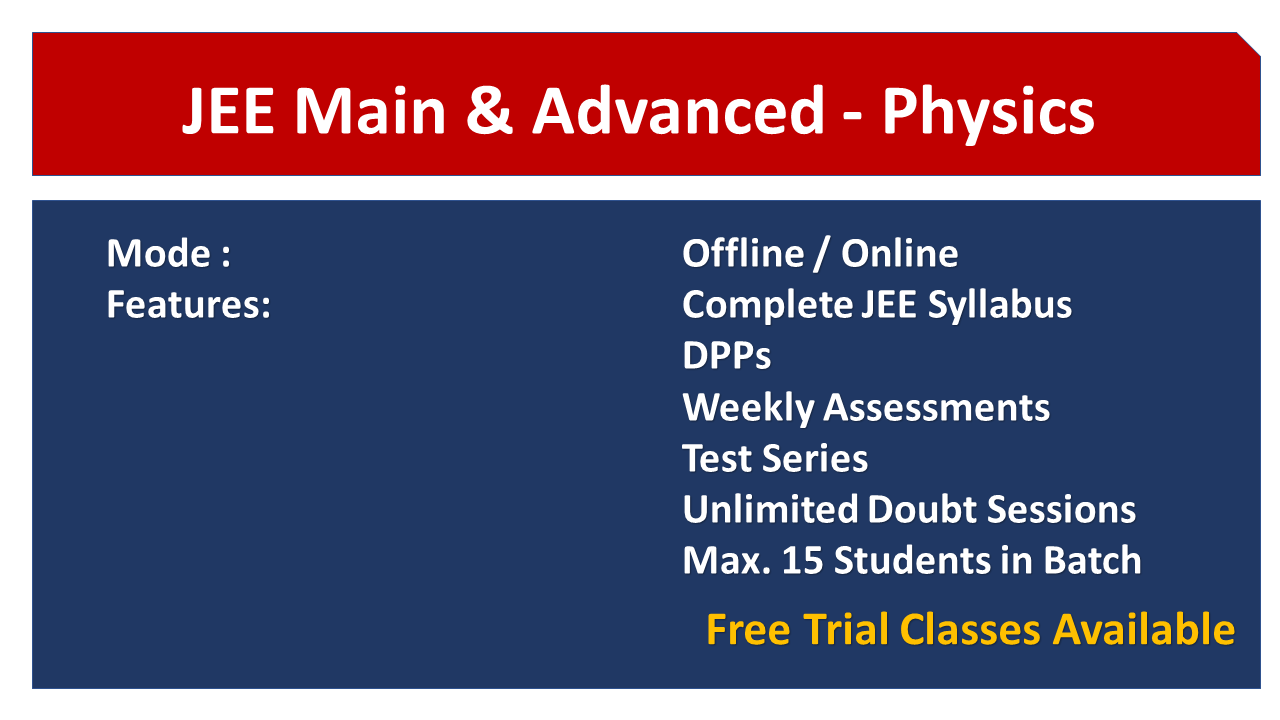 JEE Main & Advanced - Physics
Mode : Offline / Online
Features: Complete JEE Syllabus
DPPs
Weekly Assessments
Test Series
Unlimited Doubt Sessions
Max. 15 Students in Batch
Free Trial Classes Available